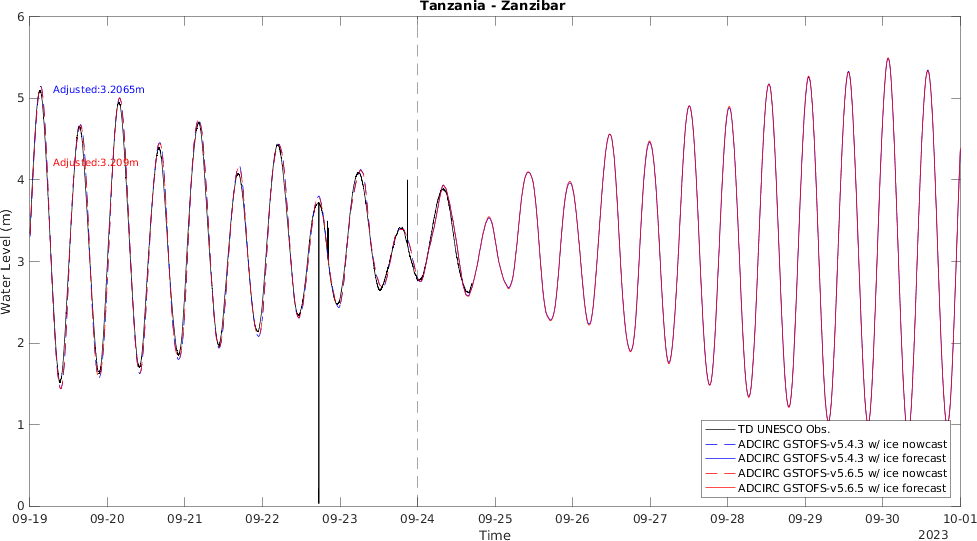 Tanzania - Zanzibar
6
5
4
3
2
1
0
Water Level (m)
Adjusted:3.2065m
Adjusted:3.209m
TD UNESCO Obs.
ADCIRC GSTOFS-v5.4.3 w/ ice nowcast
ADCIRC GSTOFS-v5.4.3 w/ ice forecast
ADCIRC GSTOFS-v5.6.5 w/ ice nowcast
ADCIRC GSTOFS-v5.6.5 w/ ice forecast
09-19 09-20 09-21 09-22 09-23 09-24 09-25 09-26 09-27 09-28 09-29 09-30 10-01
Time
2023